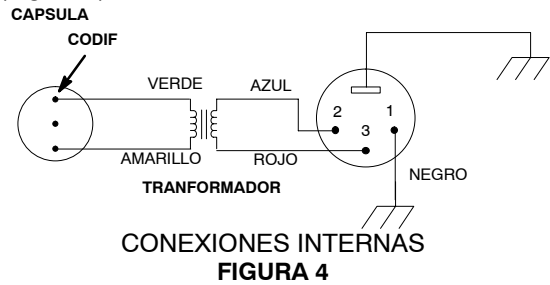 CAPSULA
CODIF
VERDE
AZUL
2
1
3
AMARILLO
ROJO
NEGRO
TRANFORMADOR
CONEXIONES INTERNAS
FIGURA 4